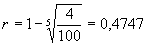 r = 1 - ⁵√(4/100) = 0,4747